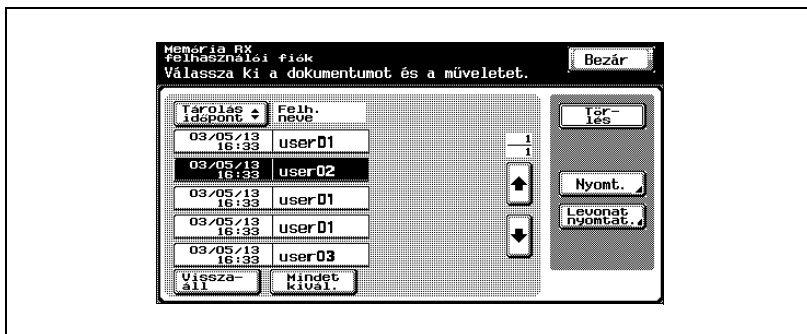 Memória RX
felhasználói fiók
Válassza ki a dokumentumot és a műveletet.
Bezár
Tárolás
időpont
Felh.
neve
03/05/13
16:33
user01
03/05/13
16:33
user02
03/05/13
16:33
user01
03/05/13
16:33
user01
03/05/13
16:33
user03
1
1
Vissza-
áll
Mindet
kivál.
Tör-
lés
Nyomt.
Levonat
nyomtat.